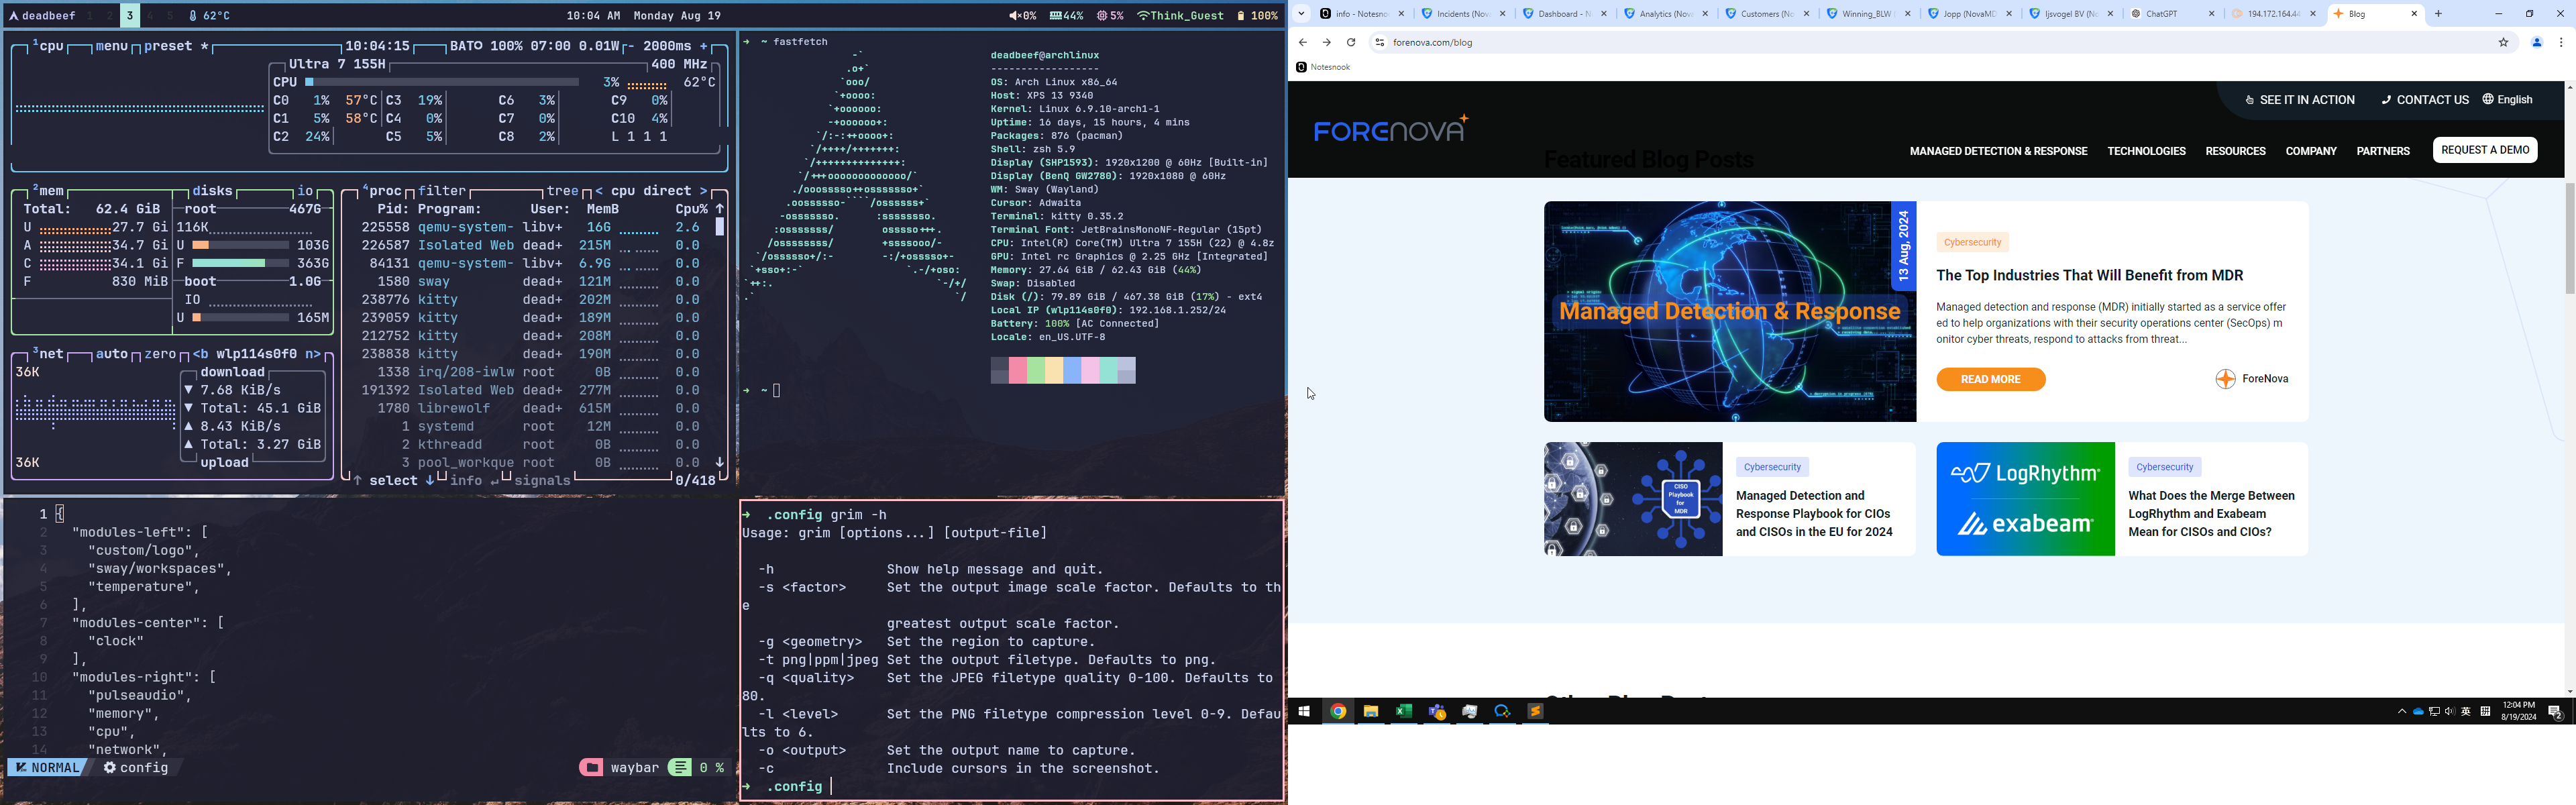 deadbeef 1 2 3 4 5 62°C
10:04 AM Monday Aug 19
0% 44% 5% Think_Guest 100%
1cpu menu preset * 10:04:15 BAT 100% 07:00 0.01W - 2000ms +
Ultra 7 155H 400 MHz
CPU 3% 62°C
C0 1% 57°C C3 19% C6 3% C9 0%
C1 5% 58°C C4 0% C7 0% C10 4%
C2 24% C5 5% C8 2% L 1 1 1
2mem disks io
Total: 62.4 GiB root 467G
U 27.7 Gi 116K
A 34.7 Gi U 103G
C 34.1 Gi F 363G
F 830 MiB boot 1.0G
IO
U 165M
3net auto zero <b wlp114s0f0 n>
36K download
▼ 7.68 KiB/s
▼ Total: 45.1 GiB
▲ 8.43 KiB/s
▲ Total: 3.27 GiB
36K upload
4proc filter tree < cpu direct >
Pid: Program: User: MemB Cpu% ↑
225558 qemu-system- libv+ 16G 2.6
226587 Isolated Web dead+ 215M 0.0
84131 qemu-system- libv+ 6.9G 0.0
1580 sway dead+ 121M 0.0
238776 kitty dead+ 202M 0.0
239059 kitty dead+ 189M 0.0
212752 kitty dead+ 208M 0.0
238838 kitty dead+ 190M 0.0
1338 irq/208-iwlw root 0B 0.0
191392 Isolated Web dead+ 277M 0.0
1780 librewolf dead+ 615M 0.0
1 systemd root 12M 0.0
2 kthreadd root 0B 0.0
3 pool_workque root 0B 0.0 ↓
↑ select ↓ info ↵ signals 0/418
➜ ~ fastfetch
deadbeef@archlinux
------------------
OS: Arch Linux x86_64
Host: XPS 13 9340
Kernel: Linux 6.9.10-arch1-1
Uptime: 16 days, 15 hours, 4 mins
Packages: 876 (pacman)
Shell: zsh 5.9
Display (SHP1593): 1920x1200 @ 60Hz [Built-in]
Display (BenQ GW2780): 1920x1080 @ 60Hz
WM: Sway (Wayland)
Cursor: Adwaita
Terminal: kitty 0.35.2
Terminal Font: JetBrainsMonoNF-Regular (15pt)
CPU: Intel(R) Core(TM) Ultra 7 155H (22) @ 4.8z
GPU: Intel rc Graphics @ 2.25 GHz [Integrated]
Memory: 27.64 GiB / 62.43 GiB (44%)
Swap: Disabled
Disk (/): 79.89 GiB / 467.38 GiB (17%) - ext4
Local IP (wlp114s0f0): 192.168.1.252/24
Battery: 100% [AC Connected]
Locale: en_US.UTF-8
➜ ~
1 {
2 "modules-left": [
3 "custom/logo",
4 "sway/workspaces",
5 "temperature",
6 ],
7 "modules-center": [
8 "clock"
9 ],
10 "modules-right": [
11 "pulseaudio",
12 "memory",
13 "cpu",
14 "network",
NORMAL config waybar 0 %
➜ .config grim -h
Usage: grim [options...] [output-file]
-h Show help message and quit.
-s <factor> Set the output image scale factor. Defaults to th
e
greatest output scale factor.
-g <geometry> Set the region to capture.
-t png|ppm|jpeg Set the output filetype. Defaults to png.
-q <quality> Set the JPEG filetype quality 0-100. Defaults to
80.
-l <level> Set the PNG filetype compression level 0-9. Defau
lts to 6.
-o <output> Set the output name to capture.
-c Include cursors in the screenshot.
➜ .config
info - Notesno
Incidents (Nov
Dashboard - N
Analytics (Nova
Customers (No
Winning_BLW (
Jopp (NovaMD
Ijsvogel BV (No
ChatGPT
194.172.164.44
Blog
forenova.com/blog
Notesnook
SEE IT IN ACTION CONTACT US English
FORENOVA
MANAGED DETECTION & RESPONSE TECHNOLOGIES RESOURCES COMPANY PARTNERS REQUEST A DEMO
Featured Blog Posts
Managed Detection & Response
13 Aug, 2024
Cybersecurity
The Top Industries That Will Benefit from MDR
Managed detection and response (MDR) initially started as a service offer
ed to help organizations with their security operations center (SecOps) m
onitor cyber threats, respond to attacks from threat...
READ MORE ForeNova
CISO
Playbook
for
MDR
Cybersecurity
Managed Detection and
Response Playbook for CIOs
and CISOs in the EU for 2024
LogRhythm
exabeam
Cybersecurity
What Does the Merge Between
LogRhythm and Exabeam
Mean for CISOs and CIOs?
英
12:04 PM
8/19/2024
2